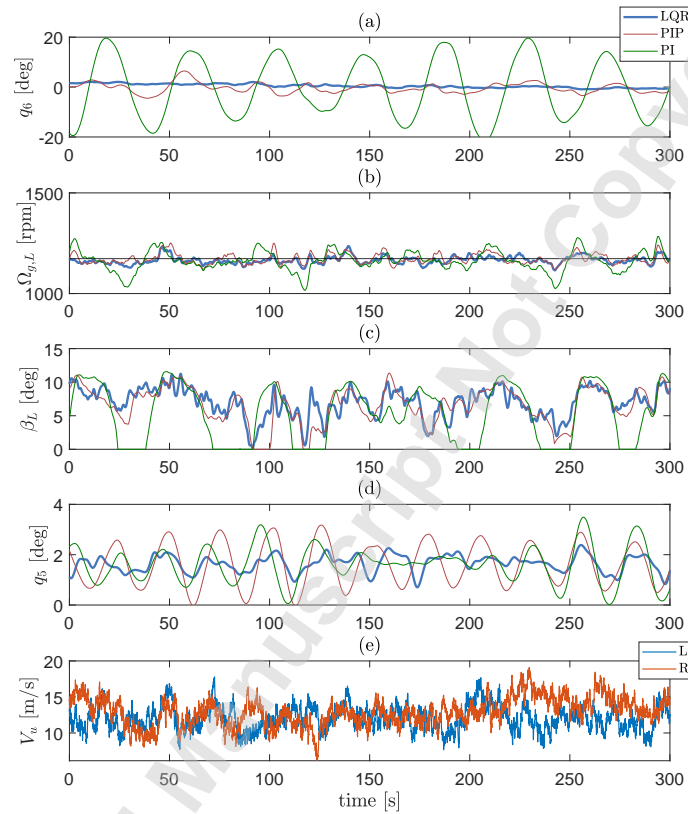 (a)
LQR
PIP
PI
20
0
-20
q6 [deg]
0 50 100 150 200 250 300
(b)
1500
1000
Ωg,L [rpm]
0 50 100 150 200 250 300
(c)
15
10
5
0
βL [deg]
0 50 100 150 200 250 300
(d)
4
2
0
q5 [deg]
0 50 100 150 200 250 300
(e)
L
R
20
15
10
Vu [m/s]
0 50 100 150 200 250 300
time [s]
Manuscript Not Copy